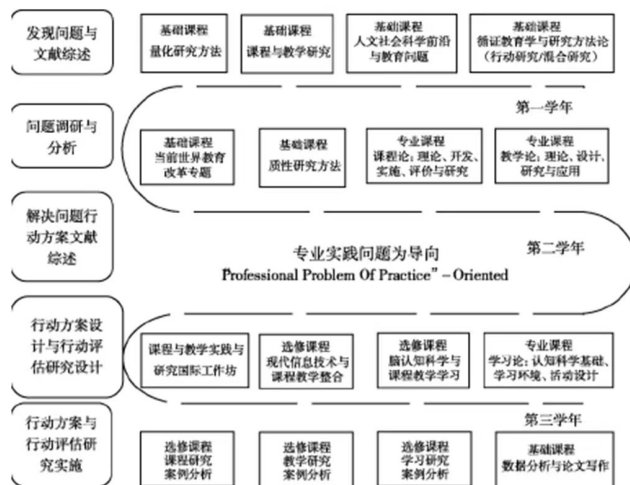 发现问题与
文献综述
基础课程
量化研究方法
基础课程
课程与教学研究
基础课程
人文社会科学前沿
与教育问题
基础课程
循证教育学与研究方法论
(行动研究/混合研究)
第一学年
问题调研与
分析
基础课程
当前世界教育
改革专题
基础课程
质性研究方法
专业课程
课程论：理论、开发、
实施、评价与研究
专业课程
教学论：理论、设计、
研究与应用
解决问题行
动方案文献
综述
专业实践问题为导向
"Professional Problem Of Practice" – Oriented
第二学年
行动方案设
计与行动评
估研究设计
课程与教学实践与
研究国际工作坊
选修课程
现代信息技术与
课程教学整合
选修课程
脑认知科学与
课程教学学习
专业课程
学习论：认知科学基础、
学习环境、活动设计
第三学年
行动方案与
行动评估研
究实施
选修课程
课程研究
案例分析
选修课程
教学研究
案例分析
选修课程
学习研究
案例分析
基础课程
数据分析与论文写作